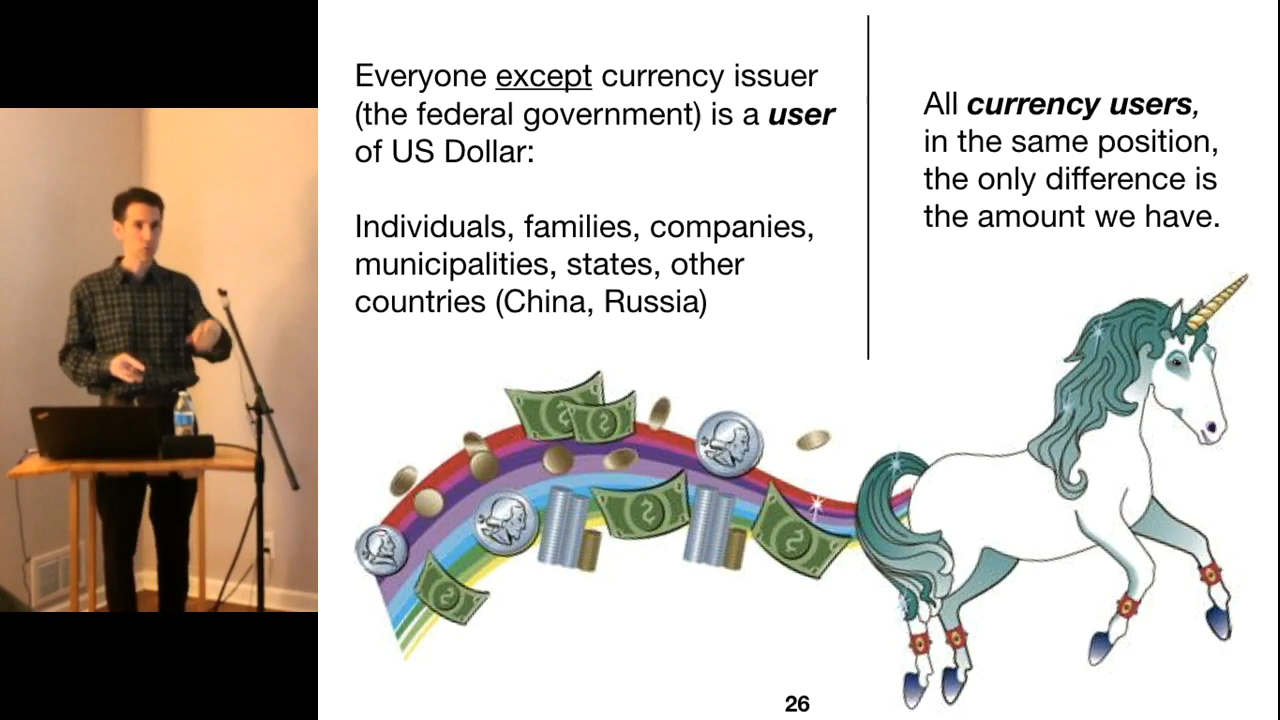 Everyone except currency issuer
(the federal government) is a user
of US Dollar:
Individuals, families, companies,
municipalities, states, other
countries (China, Russia)
All currency users,
in the same position,
the only difference is
the amount we have.
26